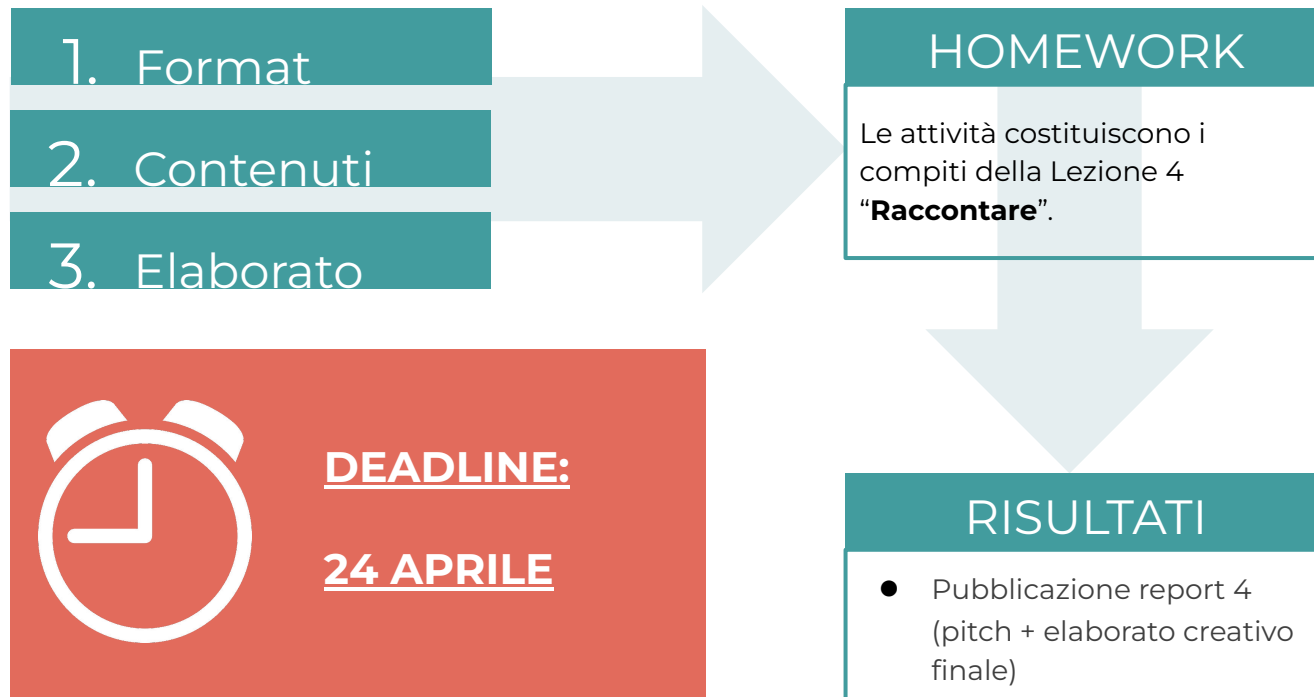 1. Format
2. Contenuti
3. Elaborato
HOMEWORK
Le attività costituiscono i
compiti della Lezione 4
“Raccontare”.
DEADLINE:
24 APRILE
RISULTATI
● Pubblicazione report 4
(pitch + elaborato creativo
finale)